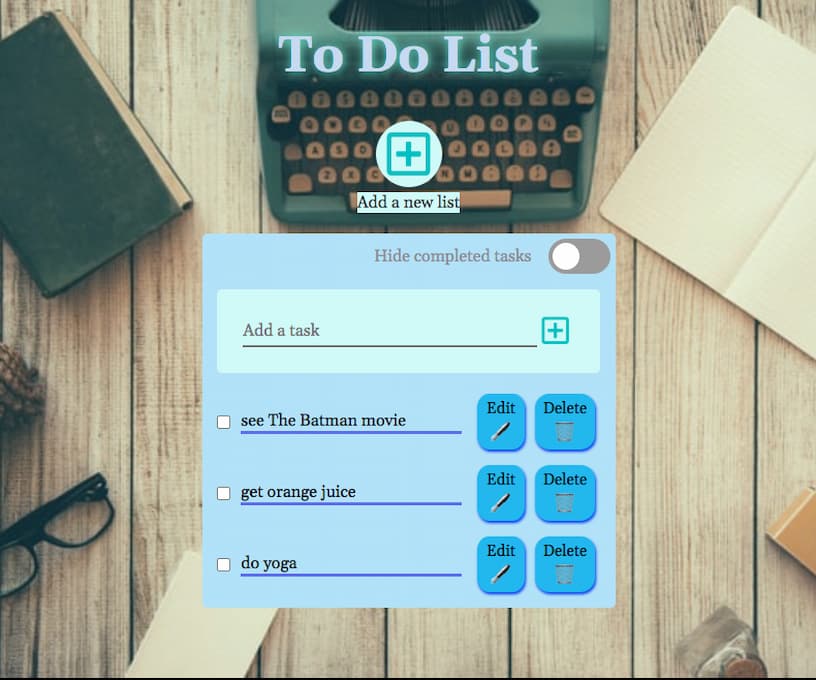 To Do List
Add a new list
Hide completed tasks
Add a task
see The Batman movie
Edit
Delete
get orange juice
Edit
Delete
do yoga
Edit
Delete